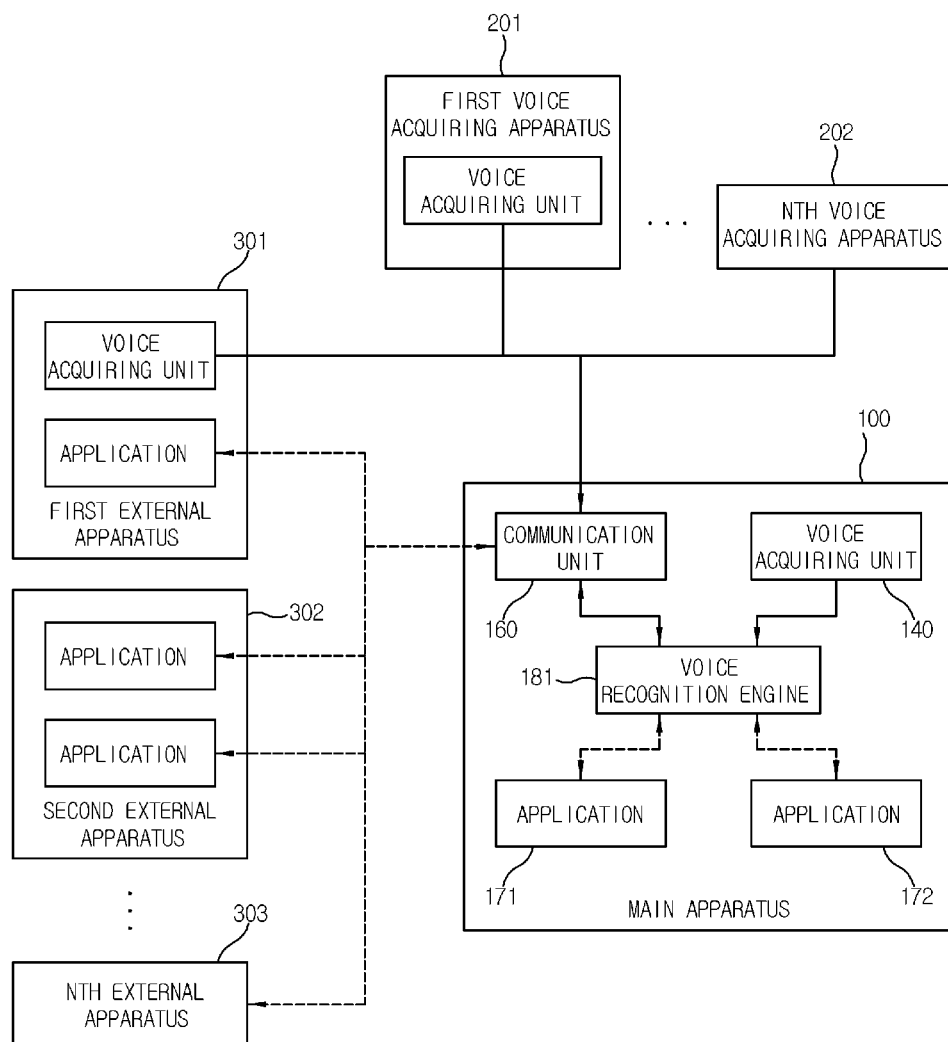 201
FIRST VOICE
ACQUIRING APPARATUS
VOICE
ACQUIRING UNIT
202
. . .
NTH VOICE
ACQUIRING APPARATUS
301
VOICE
ACQUIRING UNIT
APPLICATION
FIRST EXTERNAL
APPARATUS
302
APPLICATION
APPLICATION
SECOND EXTERNAL
APPARATUS
303
NTH EXTERNAL
APPARATUS
100
COMMUNICATION
UNIT
VOICE
ACQUIRING UNIT
160
140
181
VOICE
RECOGNITION ENGINE
APPLICATION
APPLICATION
171
172
MAIN APPARATUS